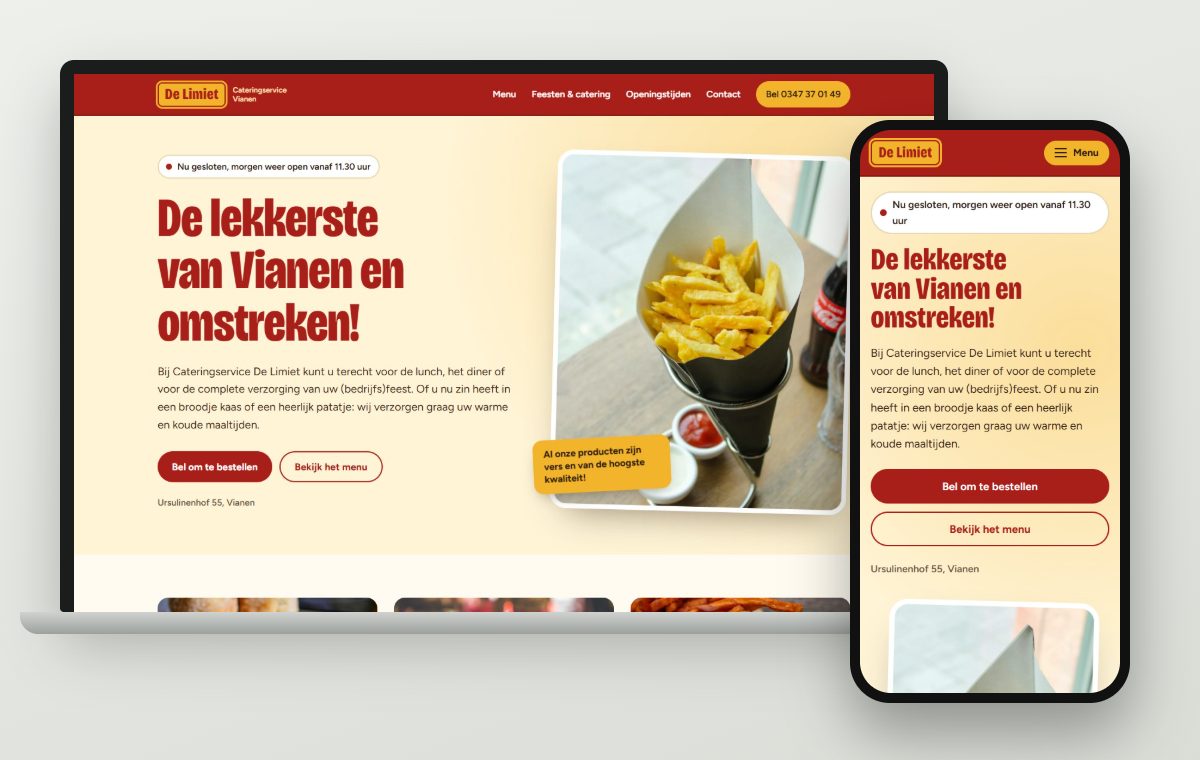 De Limiet
Cateringservice
Vianen
Menu
Feesten & catering
Openingstijden
Contact
Bel 0347 37 01 49
Nu gesloten, morgen weer open vanaf 11.30 uur
De lekkerste
van Vianen en
omstreken!
Bij Cateringservice De Limiet kunt u terecht voor de lunch, het diner of
voor de complete verzorging van uw (bedrijfs)feest. Of u nu zin heeft in
een broodje kaas of een heerlijk patatje: wij verzorgen graag uw warme
en koude maaltijden.
Bel om te bestellen
Bekijk het menu
Ursulinenhof 55, Vianen
Al onze producten zijn
vers en van de hoogste
kwaliteit!
De Limiet
Menu
Nu gesloten, morgen weer open vanaf 11.30
uur
De lekkerste
van Vianen en
omstreken!
Bij Cateringservice De Limiet kunt u terecht
voor de lunch, het diner of voor de complete
verzorging van uw (bedrijfs)feest. Of u nu zin
heeft in een broodje kaas of een heerlijk
patatje: wij verzorgen graag uw warme en
koude maaltijden.
Bel om te bestellen
Bekijk het menu
Ursulinenhof 55, Vianen